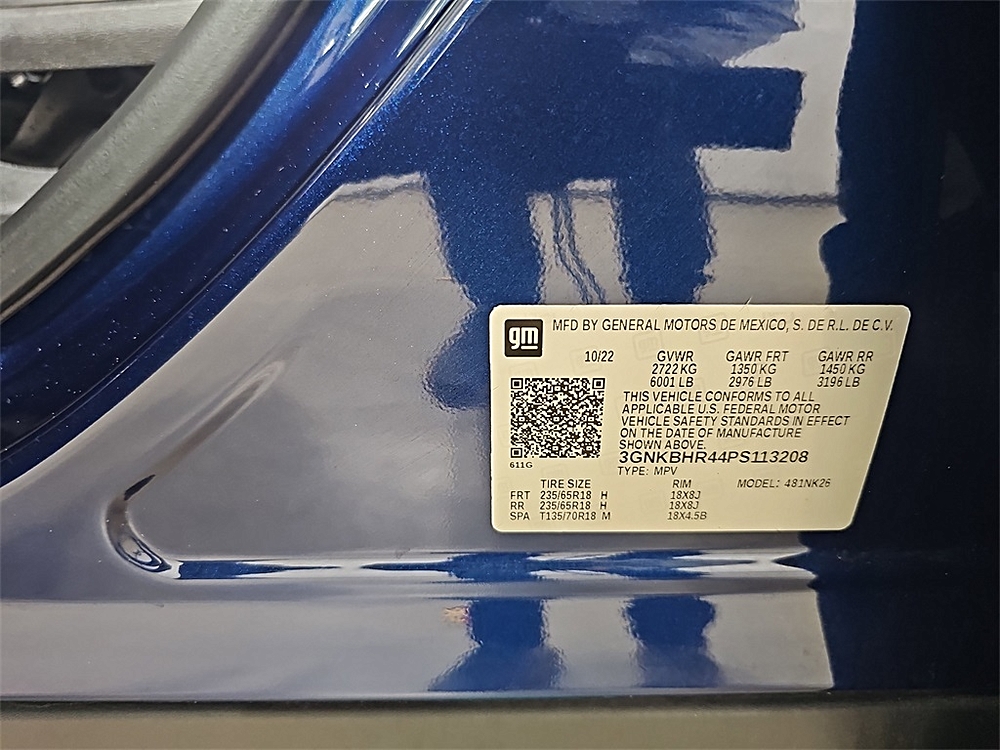 gm MFD BY GENERAL MOTORS DE MEXICO, S. DE R.L. DE C.V.
10/22 GVWR GAWR FRT GAWR RR
2722 KG 1350 KG 1450 KG
6001 LB 2976 LB 3196 LB
THIS VEHICLE CONFORMS TO ALL
APPLICABLE U.S. FEDERAL MOTOR
VEHICLE SAFETY STANDARDS IN EFFECT
ON THE DATE OF MANUFACTURE
SHOWN ABOVE.
3GNKBHR44PS113208
611G
TYPE: MPV
TIRE SIZE RIM MODEL: 481NK26
FRT 235/65R18 H 18X8J
RR 235/65R18 H 18X8J
SPA T135/70R18 M 18X4.5B